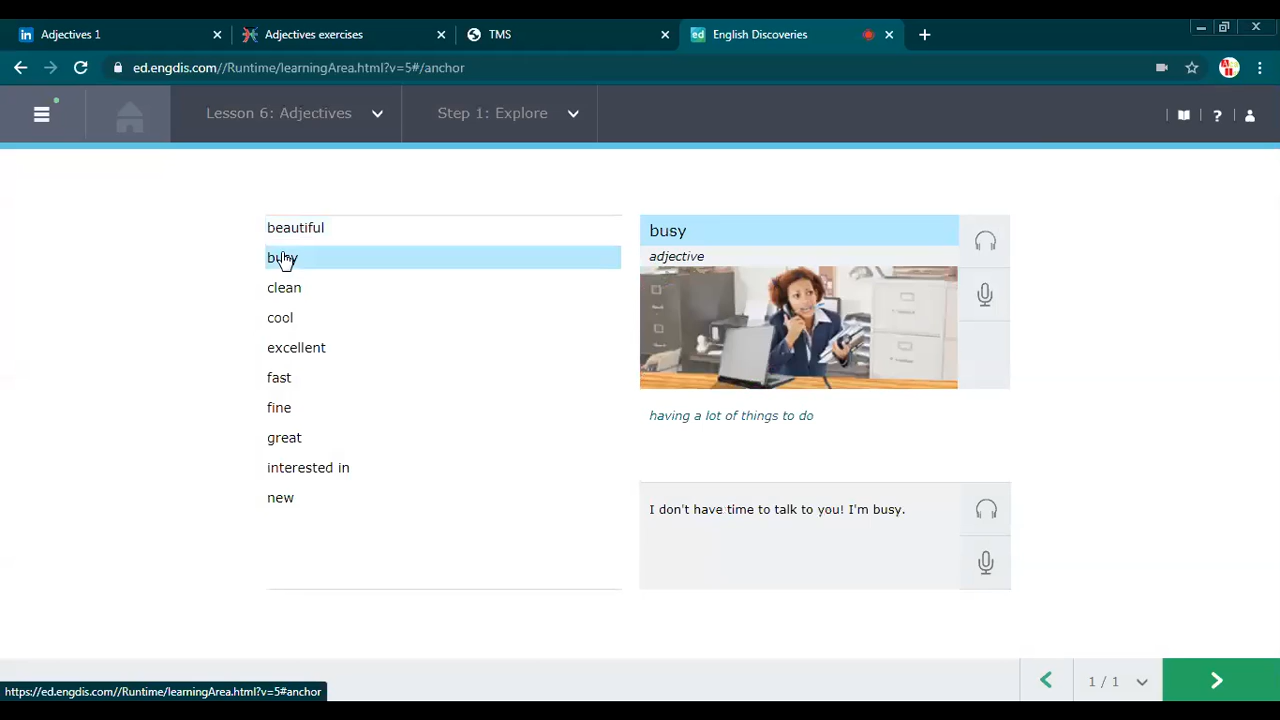 Adjectives 1
Adjectives exercises
TMS
English Discoveries
ed.engdis.com//Runtime/learningArea.html?v=5#/anchor
Lesson 6: Adjectives
Step 1: Explore
beautiful
busy
clean
cool
excellent
fast
fine
great
interested in
new
busy
adjective
having a lot of things to do
I don't have time to talk to you! I'm busy.
https://ed.engdis.com//Runtime/learningArea.html?v=5#anchor
1 / 1